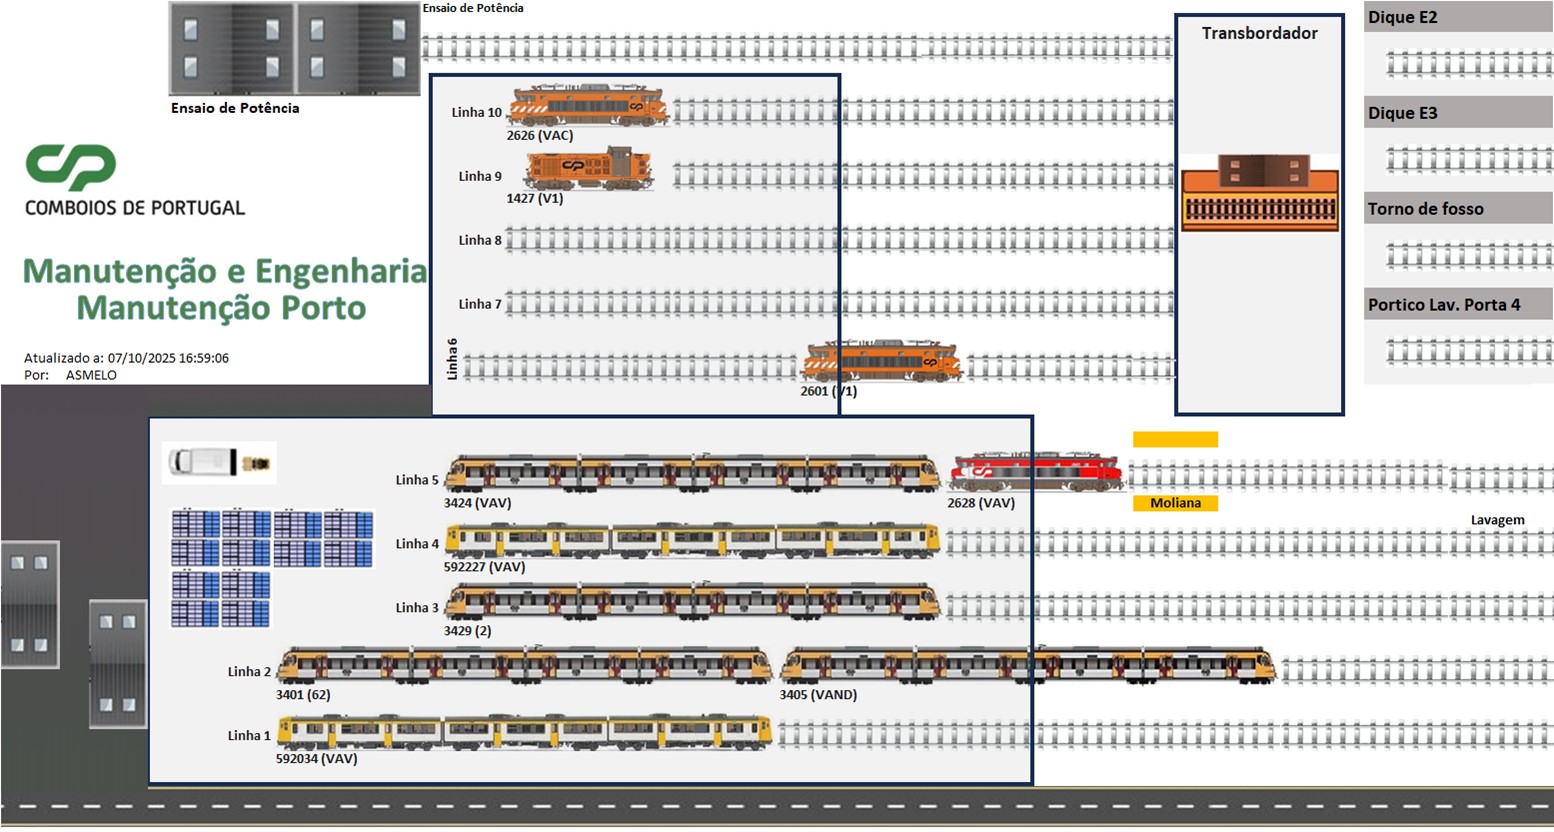 Ensaio de Potência
Ensaio de Potência
Transbordador
Dique E2
Dique E3
Torno de fosso
Portico Lav. Porta 4
CP
COMBOIOS DE PORTUGAL
Manutenção e Engenharia
Manutenção Porto
Atualizado a: 07/10/2025 16:59:06
Por: ASMELO
Linha 10
2626 (VAC)
Linha 9
1427 (V1)
Linha 8
Linha 7
Linha 6
2601 (V1)
Linha 5
3424 (VAV)
2628 (VAV)
Moliana
Lavagem
Linha 4
592227 (VAV)
Linha 3
3429 (2)
Linha 2
3401 (62)
3405 (VAND)
Linha 1
592034 (VAV)